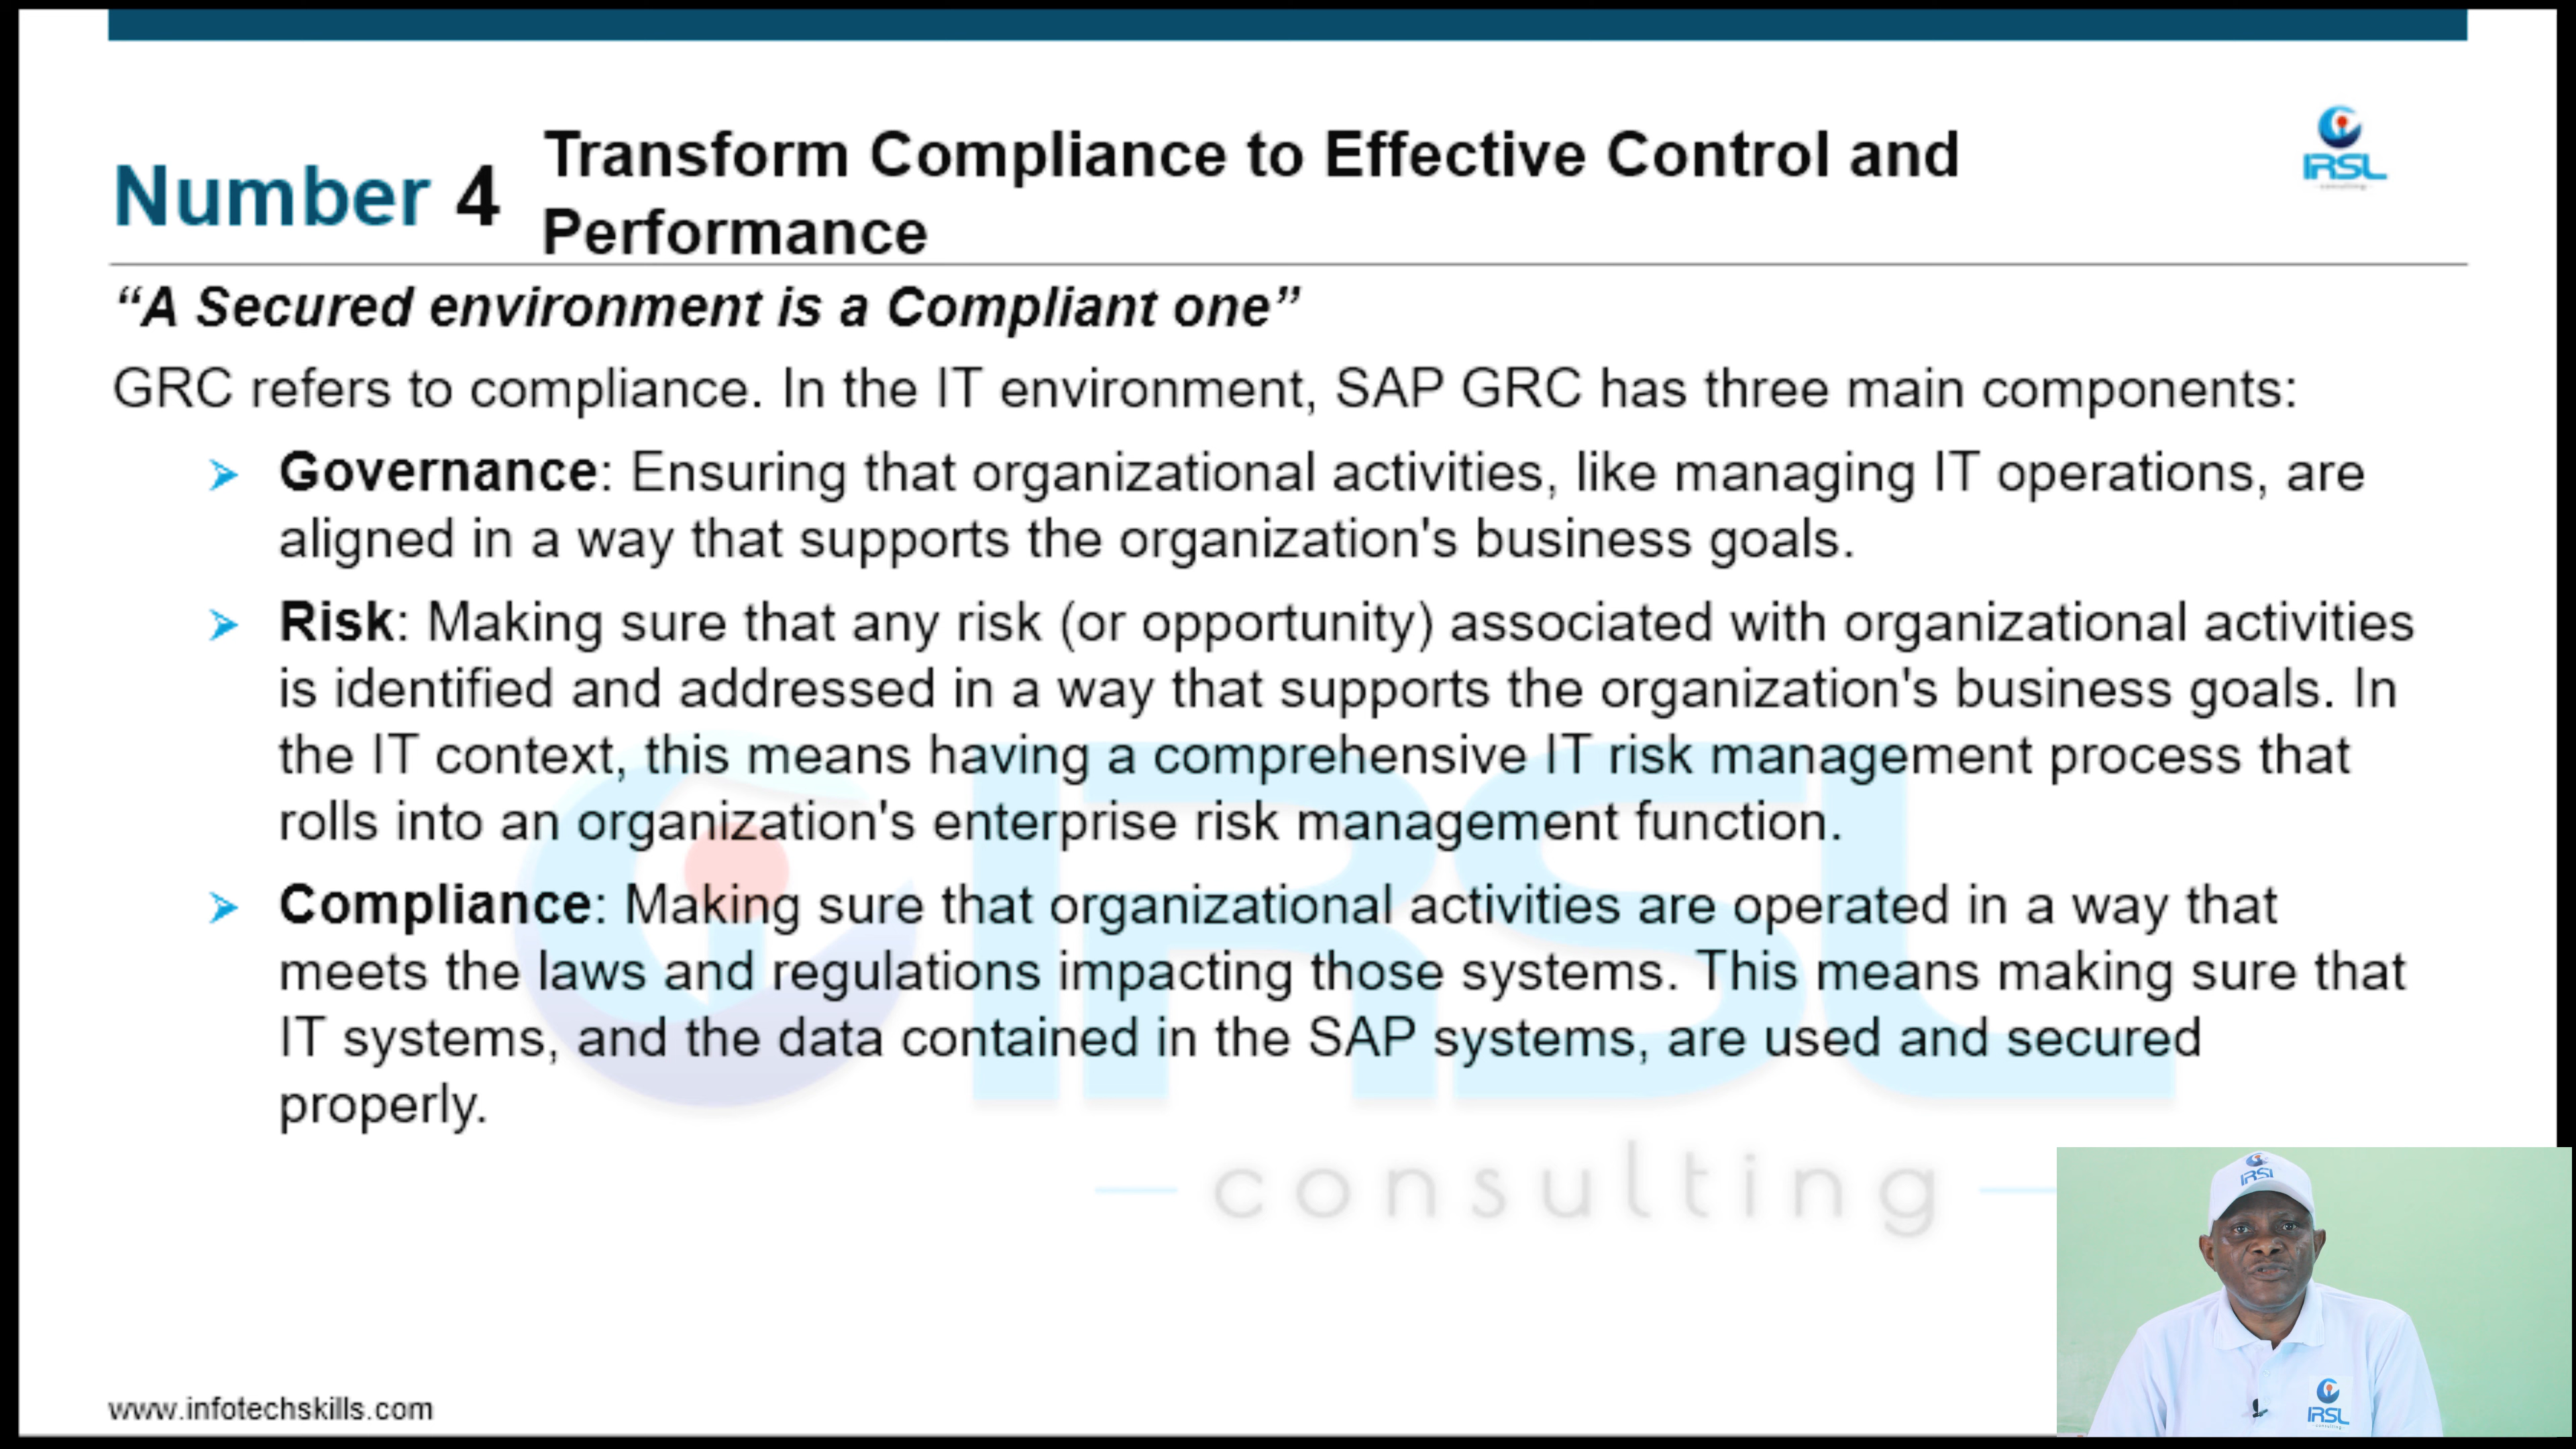 Number 4
Transform Compliance to Effective Control and
Performance
IRSL
consulting
“A Secured environment is a Compliant one”
GRC refers to compliance. In the IT environment, SAP GRC has three main components:
➢ Governance: Ensuring that organizational activities, like managing IT operations, are
aligned in a way that supports the organization's business goals.
➢ Risk: Making sure that any risk (or opportunity) associated with organizational activities
is identified and addressed in a way that supports the organization's business goals. In
the IT context, this means having a comprehensive IT risk management process that
rolls into an organization's enterprise risk management function.
➢ Compliance: Making sure that organizational activities are operated in a way that
meets the laws and regulations impacting those systems. This means making sure that
IT systems, and the data contained in the SAP systems, are used and secured
properly.
IRSL
consulting
IRSL
IRSL
consulting
www.infotechskills.com